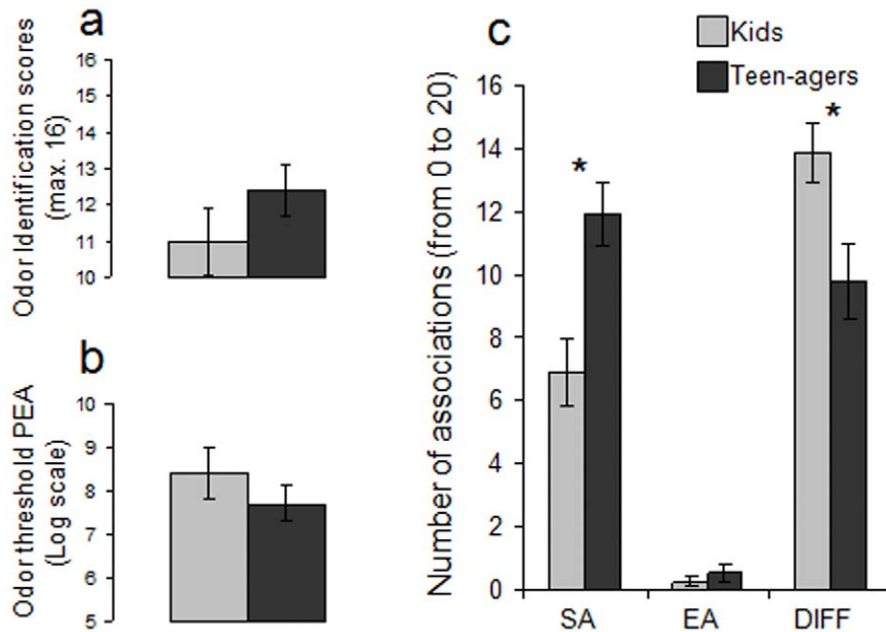 a
Odor Identification scores
(max. 16)
16
15
14
13
12
11
10
b
Odor threshold PEA
(Log scale)
10
9
8
7
6
5
c
Kids
Teen-agers
Number of associations (from 0 to 20)
16
14
12
10
8
6
4
2
0
*
*
SA
EA
DIFF